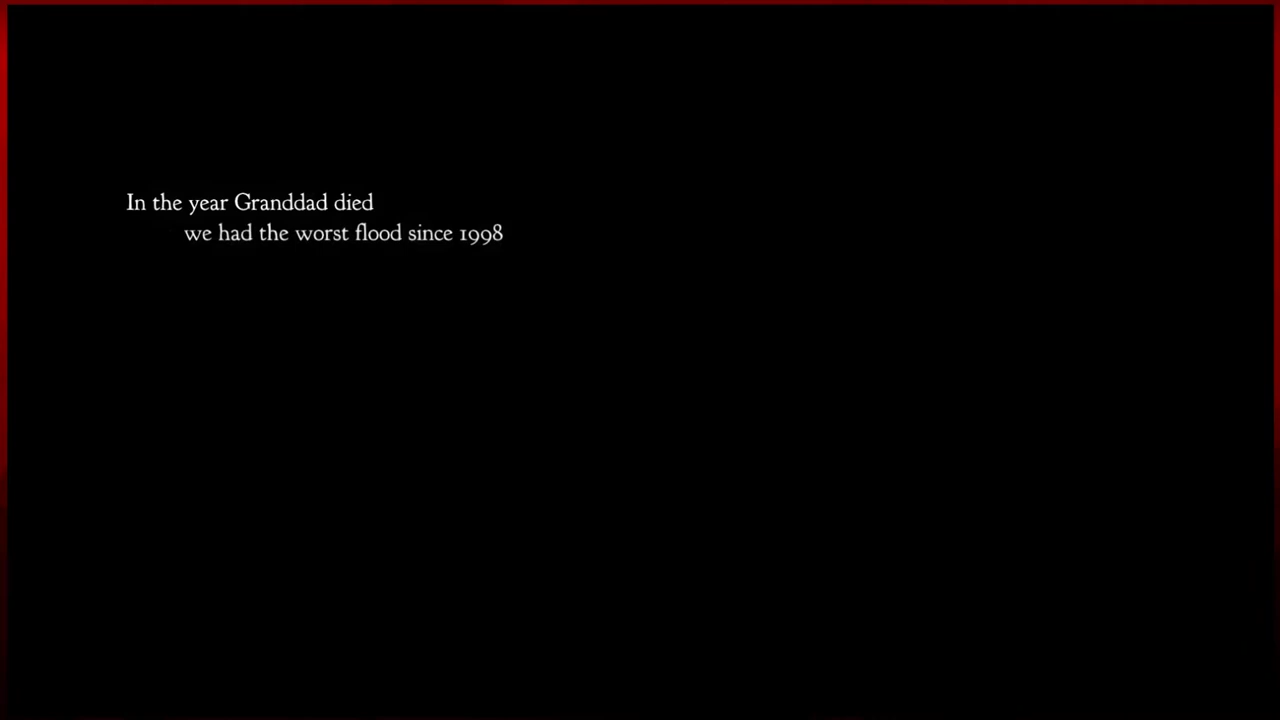 In the year Granddad died
we had the worst flood since 1998